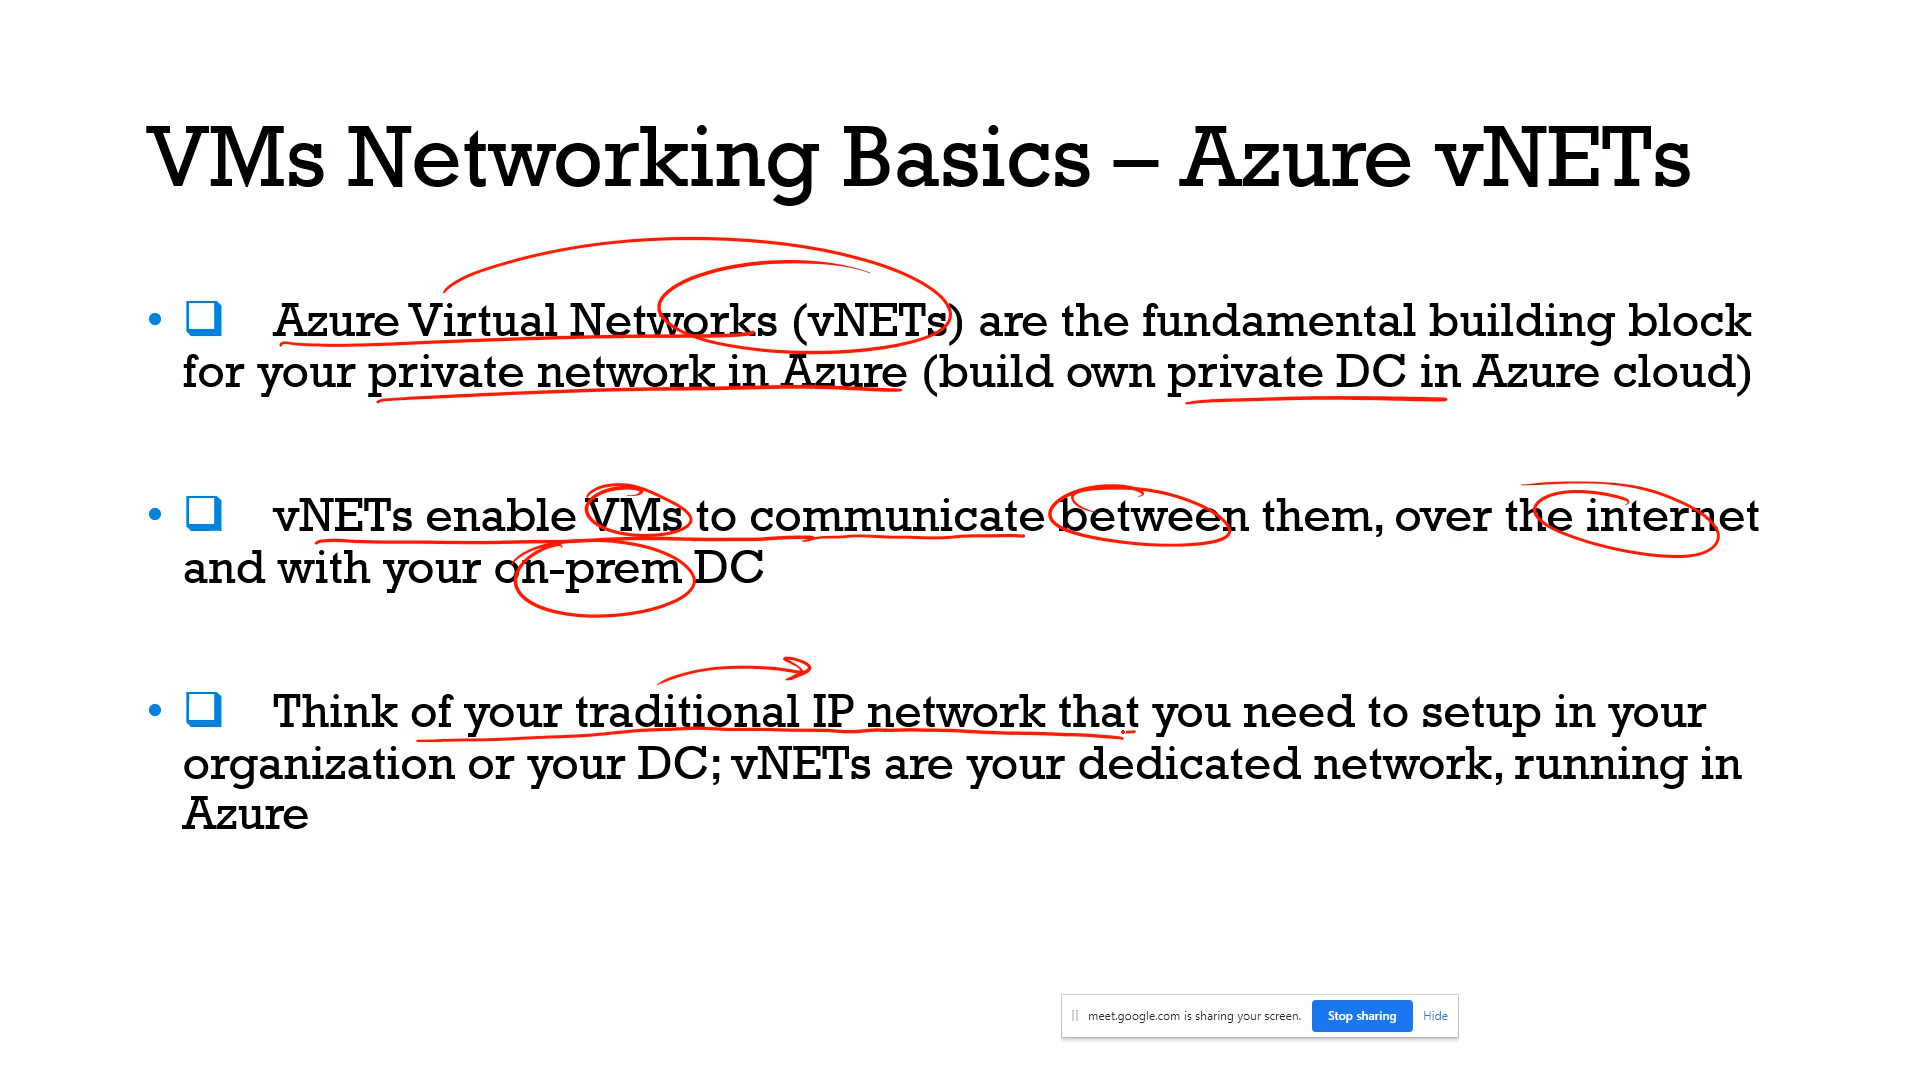 VMs Networking Basics – Azure vNETs
• ❑ Azure Virtual Networks (vNETs) are the fundamental building block
for your private network in Azure (build own private DC in Azure cloud)
• ❑ vNETs enable VMs to communicate between them, over the internet
and with your on-prem DC
• ❑ Think of your traditional IP network that you need to setup in your
organization or your DC; vNETs are your dedicated network, running in
Azure
meet.google.com is sharing your screen. Stop sharing Hide